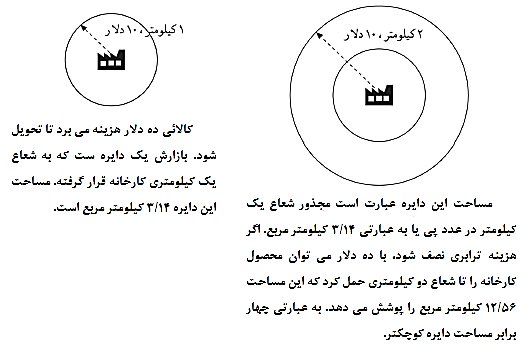 ۱ کیلومتر، ۱۰ دلار
کالائی ده دلار هزینه می برد تا تحویل
شود. بازارش یک دایره ست که به شعاع
یک کیلومتری کارخانه قرار گرفته. مساحت
این دایره ۳/۱۴ کیلومتر مربع است.
۲ کیلومتر، ۱۰ دلار
مساحت این دایره عبارت است مجذور شعاع یک
کیلومتر در عدد پی یا به عبارتی ۳/۱۴ کیلومتر مربع. اگر
هزینه ترابری نصف شود، با ده دلار می توان محصول
کارخانه را تا شعاع دو کیلومتری حمل کرد که این مساحت
۱۲/۵۶ کیلومتر مربع را پوشش می دهد. به عبارتی چهار
برابر مساحت دایره کوچکتر.